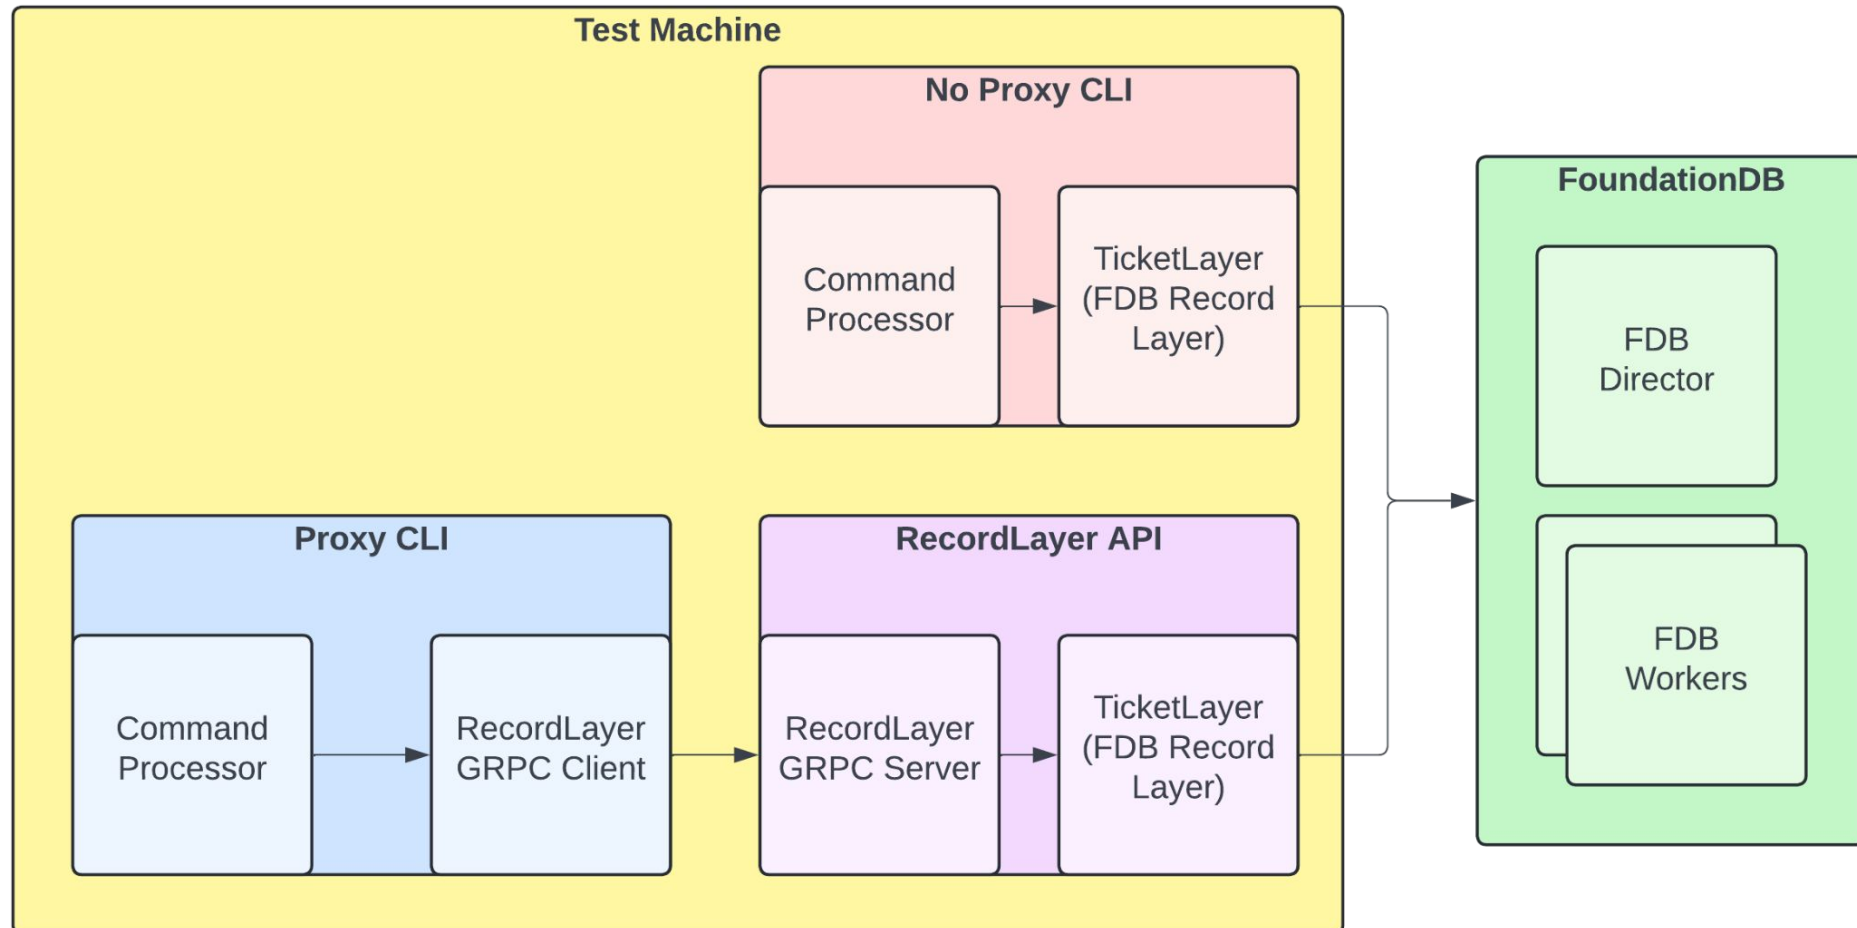 Test Machine
No Proxy CLI
Command
Processor
TicketLayer
(FDB Record
Layer)
FoundationDB
FDB
Director
FDB
Workers
Proxy CLI
Command
Processor
RecordLayer
GRPC Client
RecordLayer API
RecordLayer
GRPC Server
TicketLayer
(FDB Record
Layer)